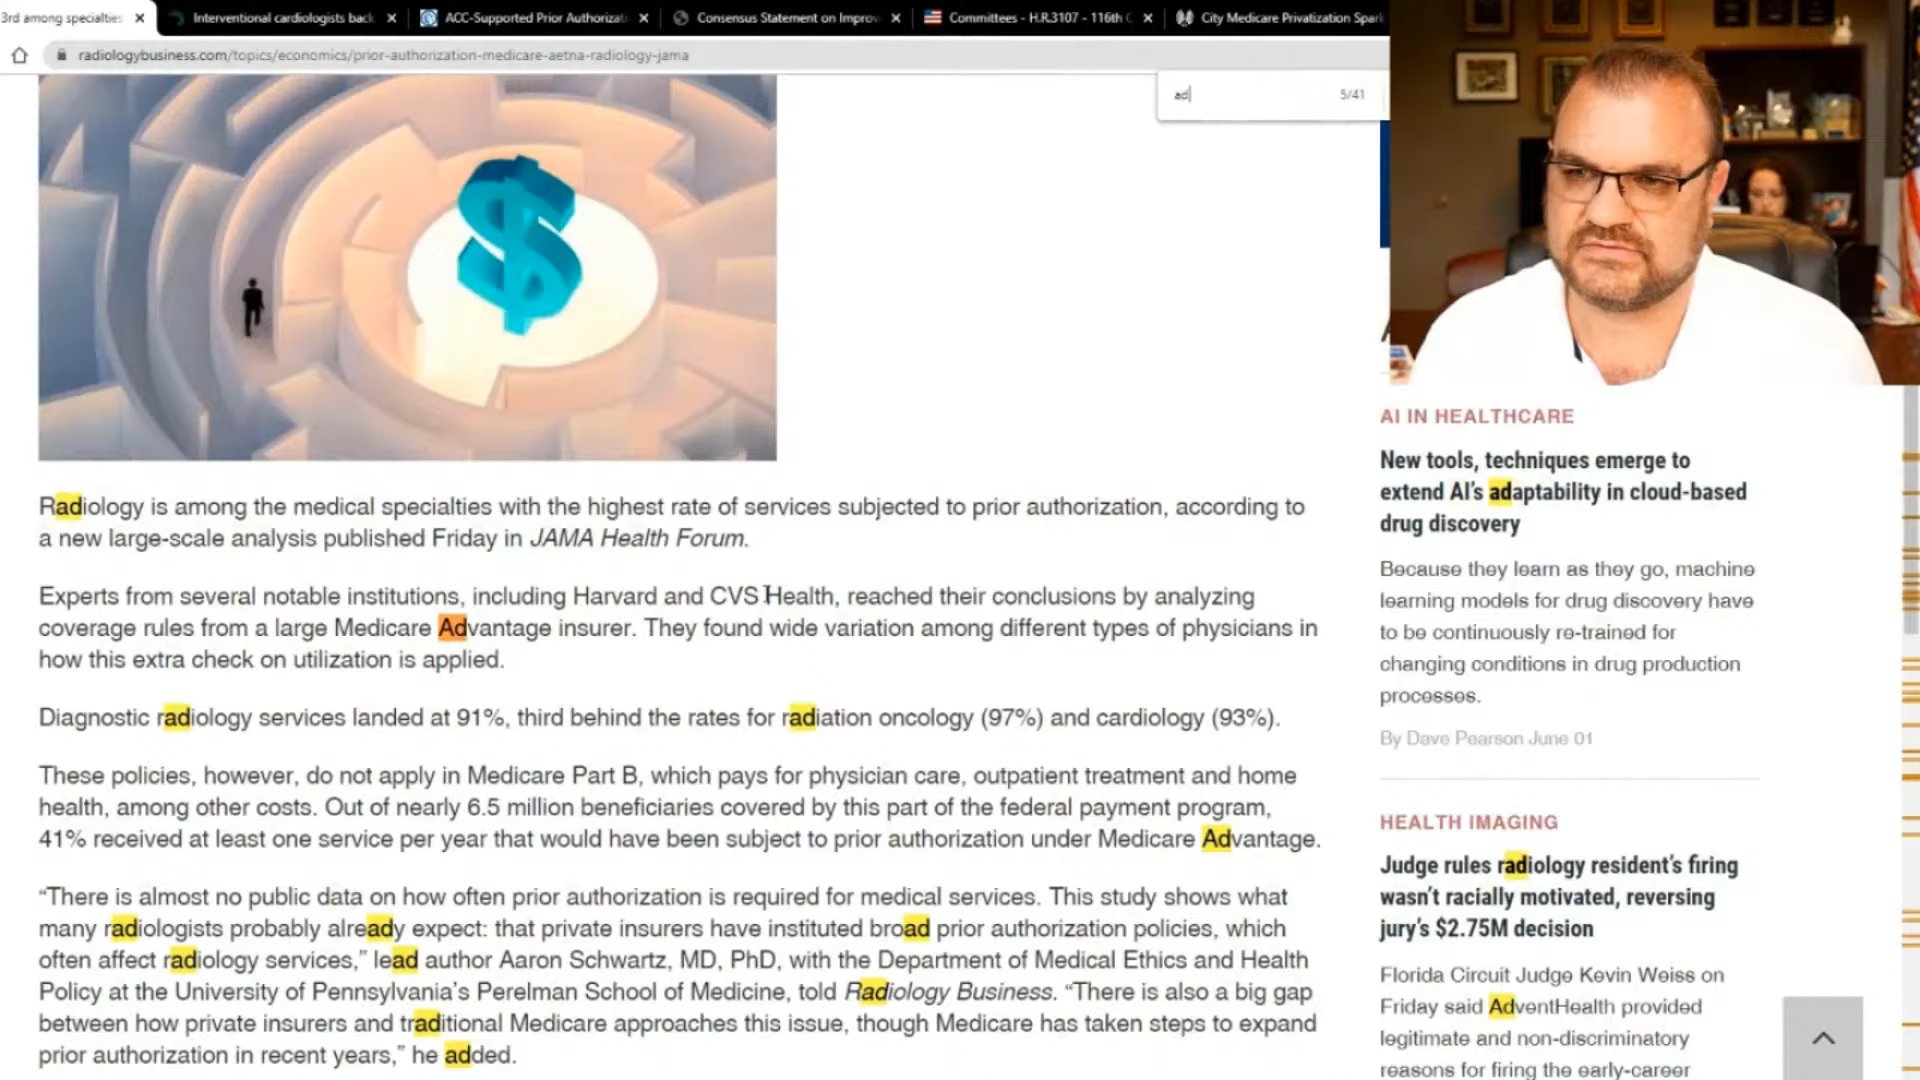 3rd among specialties
Interventional cardiologists back
ACC-Supported Prior Authorizati
Consensus Statement on Improv
Committees - H.R.3107 - 116th C
City Medicare Privatization Spark
radiologybusiness.com/topics/economics/prior-authorization-medicare-aetna-radiology-jama
ad
5/41
$
Radiology is among the medical specialties with the highest rate of services subjected to prior authorization, according to
a new large-scale analysis published Friday in JAMA Health Forum.
Experts from several notable institutions, including Harvard and CVS Health, reached their conclusions by analyzing
coverage rules from a large Medicare Advantage insurer. They found wide variation among different types of physicians in
how this extra check on utilization is applied.
Diagnostic radiology services landed at 91%, third behind the rates for radiation oncology (97%) and cardiology (93%).
These policies, however, do not apply in Medicare Part B, which pays for physician care, outpatient treatment and home
health, among other costs. Out of nearly 6.5 million beneficiaries covered by this part of the federal payment program,
41% received at least one service per year that would have been subject to prior authorization under Medicare Advantage.
“There is almost no public data on how often prior authorization is required for medical services. This study shows what
many radiologists probably already expect: that private insurers have instituted broad prior authorization policies, which
often affect radiology services,” lead author Aaron Schwartz, MD, PhD, with the Department of Medical Ethics and Health
Policy at the University of Pennsylvania’s Perelman School of Medicine, told Radiology Business. “There is also a big gap
between how private insurers and traditional Medicare approaches this issue, though Medicare has taken steps to expand
prior authorization in recent years,” he added.
AI IN HEALTHCARE
New tools, techniques emerge to
extend AI’s adaptability in cloud-based
drug discovery
Because they learn as they go, machine
learning models for drug discovery have
to be continuously re-trained for
changing conditions in drug production
processes.
By Dave Pearson June 01
HEALTH IMAGING
Judge rules radiology resident’s firing
wasn’t racially motivated, reversing
jury’s $2.75M decision
Florida Circuit Judge Kevin Weiss on
Friday said AdventHealth provided
legitimate and non-discriminatory
reasons for firing the early-career